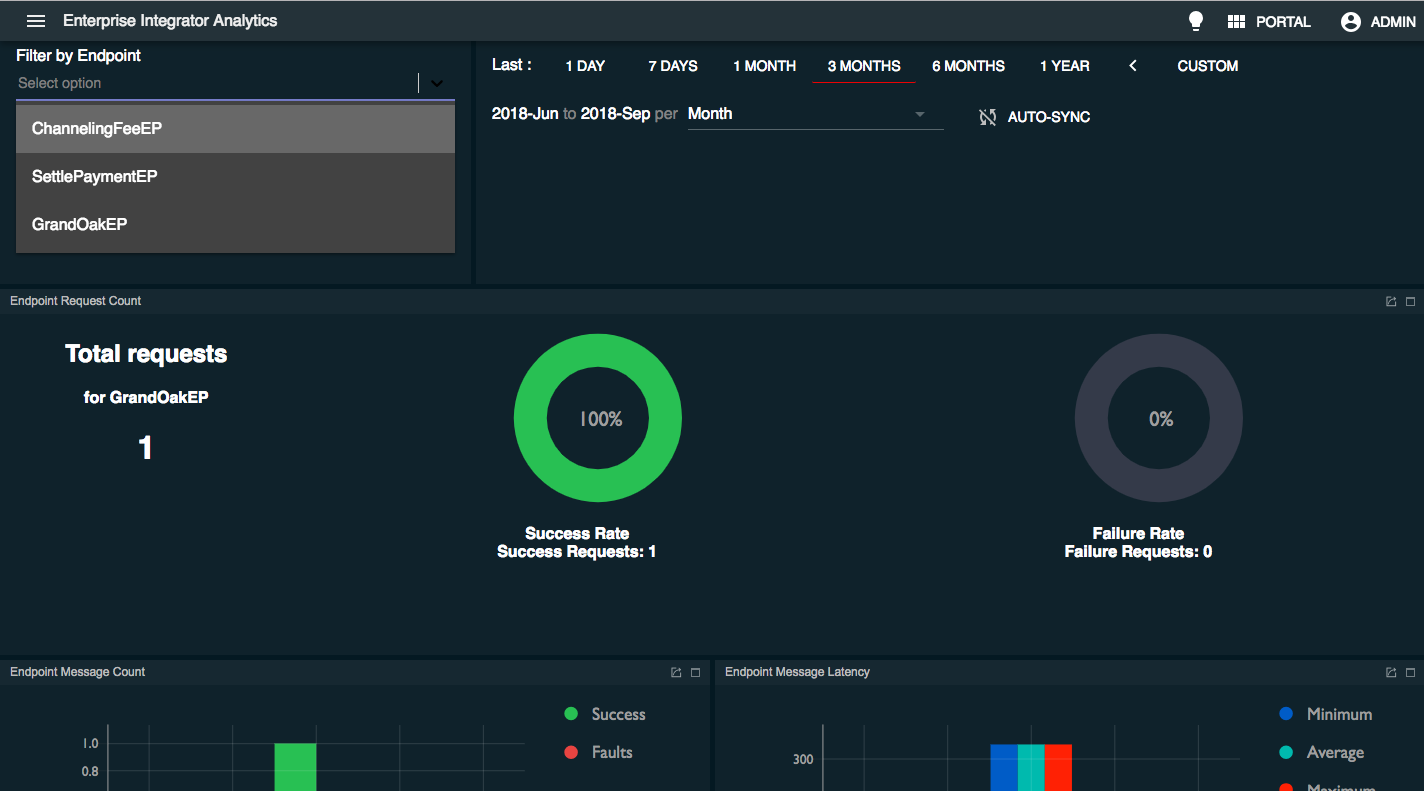 Enterprise Integrator Analytics
PORTAL
ADMIN
Filter by Endpoint
Select option
ChannelingFeeEP
SettlePaymentEP
GrandOakEP
Last : 1 DAY 7 DAYS 1 MONTH 3 MONTHS 6 MONTHS 1 YEAR CUSTOM
2018-Jun to 2018-Sep per Month AUTO-SYNC
Endpoint Request Count
Total requests
for GrandOakEP
1
100%
Success Rate
Success Requests: 1
0%
Failure Rate
Failure Requests: 0
Endpoint Message Count
1.0
0.8
Success
Faults
Endpoint Message Latency
300
Minimum
Average
Maximum